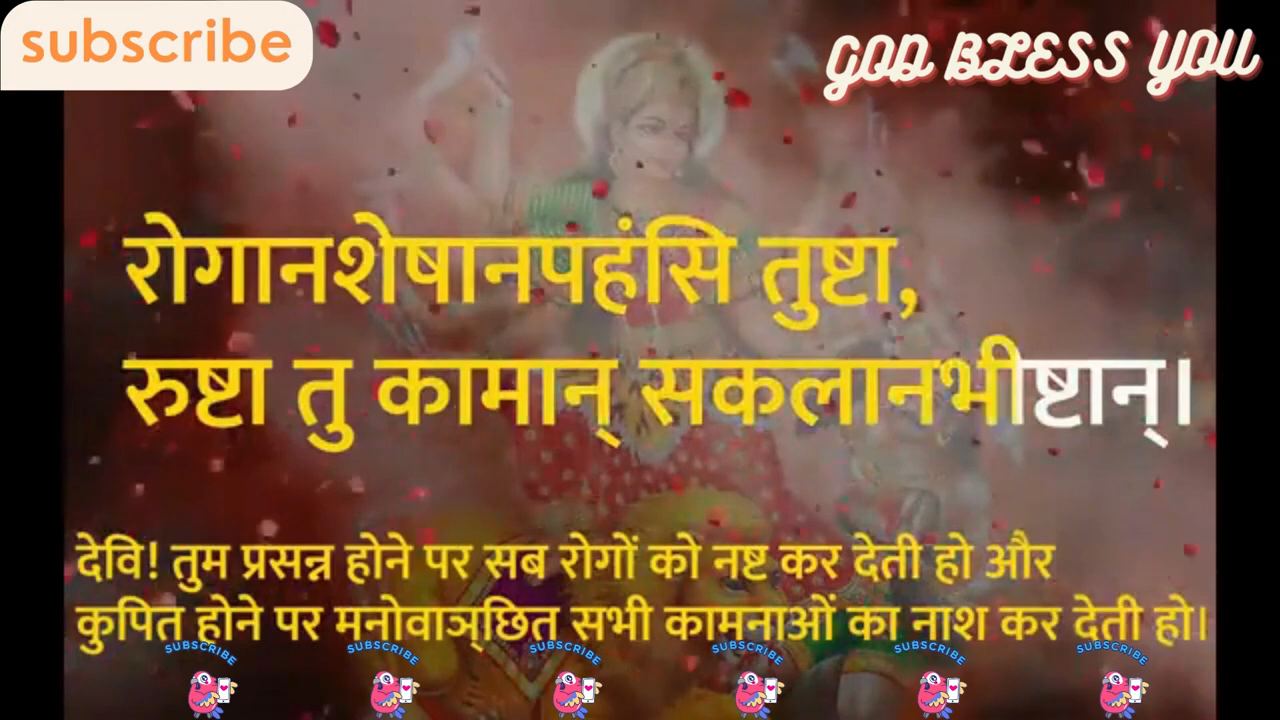 subscribe
GOD BLESS YOU
रोगानशेषानपहंसि तुष्टा,
रुष्टा तु कामान् सकलानभीष्टान्।
देवि! तुम प्रसन्न होने पर सब रोगों को नष्ट कर देती हो और
कुपित होने पर मनोवाञ्छित सभी कामनाओं का नाश कर देती हो।
SUBSCRIBE SUBSCRIBE SUBSCRIBE SUBSCRIBE SUBSCRIBE SUBSCRIBE